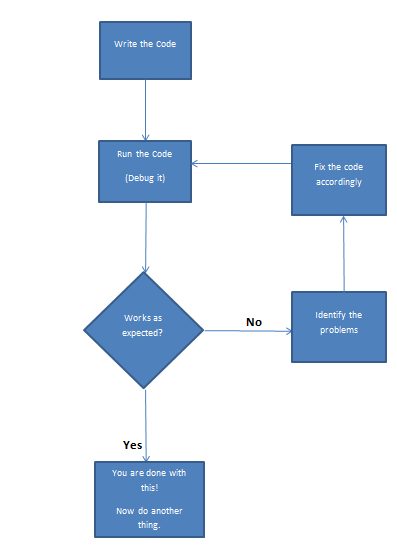 Write the Code
Run the Code
(Debug it)
Fix the code
accordingly
Works as
expected?
No
Identify the
problems
Yes
You are done with
this!
Now do another
thing.